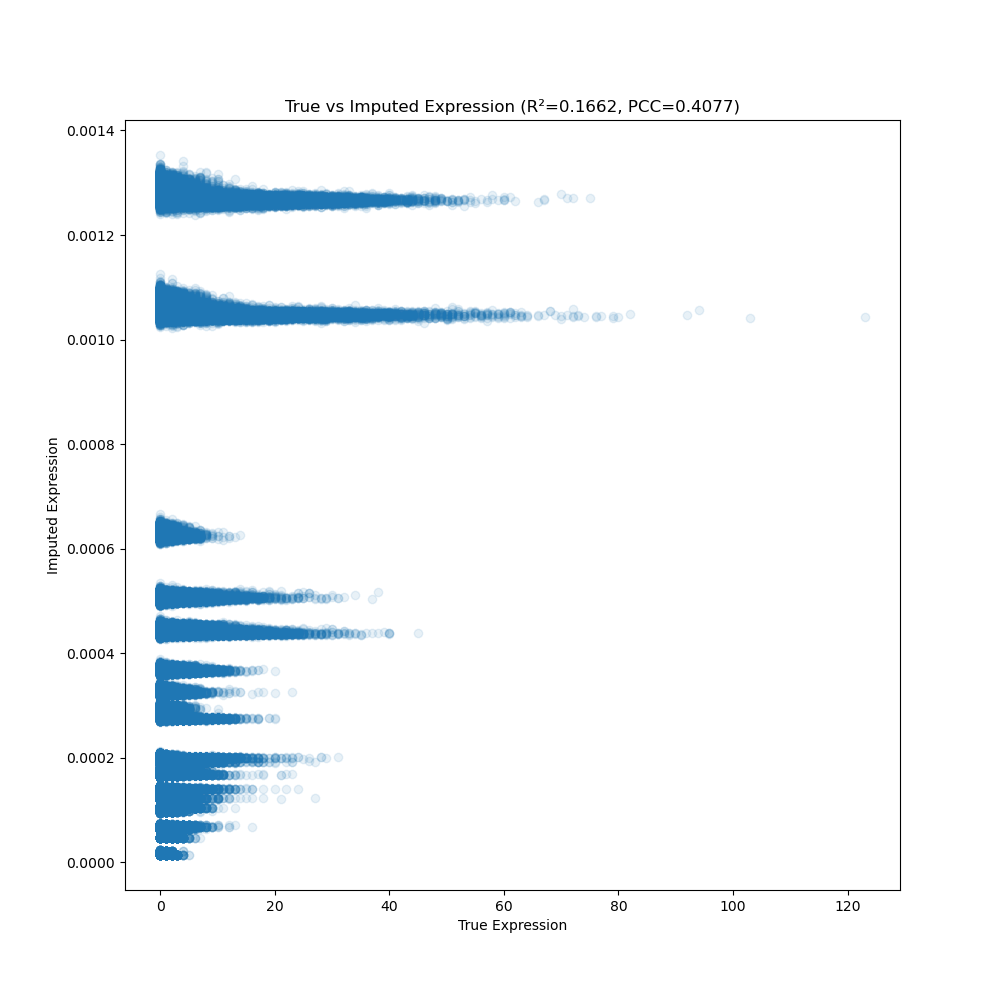 True vs Imputed Expression (R²=0.1662, PCC=0.4077)
0.0014
0.0012
0.0010
0.0008
0.0006
0.0004
0.0002
0.0000
Imputed Expression
0 20 40 60 80 100 120
True Expression